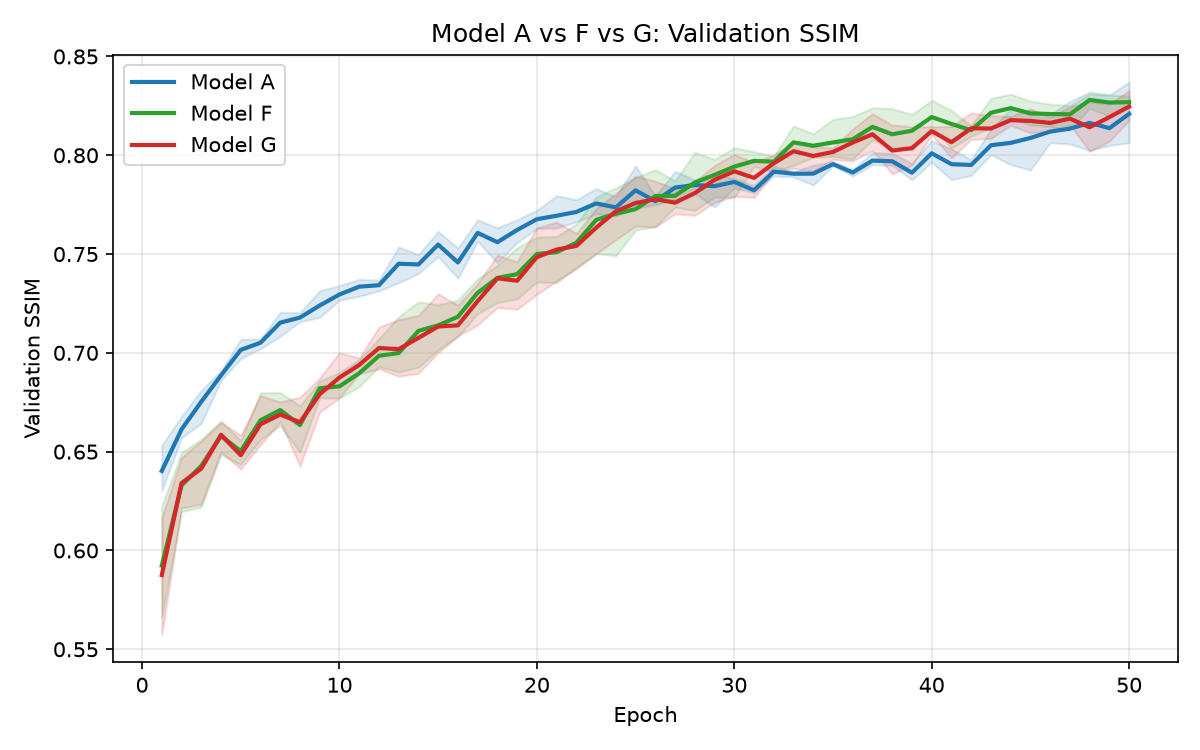 Model A vs F vs G: Validation SSIM
Model A
Model F
Model G
Validation SSIM
0.85
0.80
0.75
0.70
0.65
0.60
0.55
0 10 20 30 40 50
Epoch